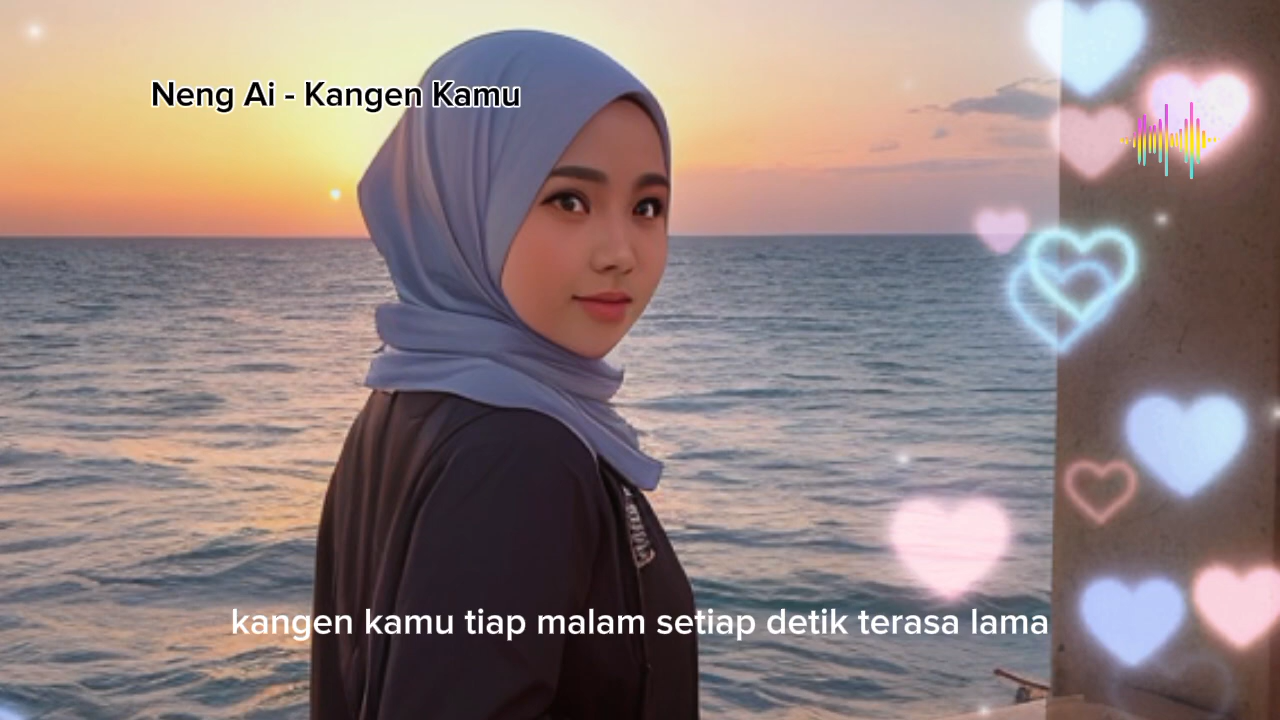 Neng Ai - Kangen Kamu
kangen kamu tiap malam setiap detik terasa lama